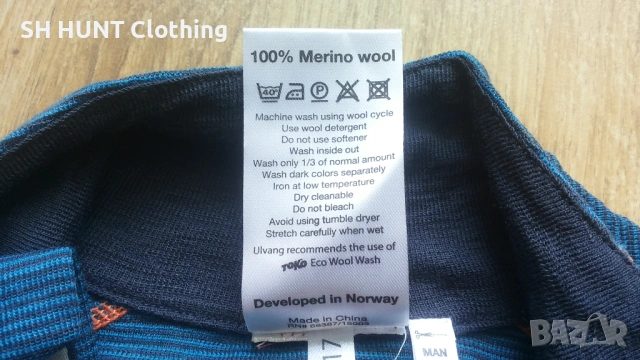 SH HUNT Clothing
100% Merino wool
40°
P
Machine wash using wool cycle
Use wool detergent
Do not use softener
Wash inside out
Wash only 1/3 of normal amount
Wash dark colors separately
Iron at low temperature
Dry cleanable
Do not bleach
Avoid using tumble dryer
Stretch carefully when wet
Ulvang recommends the use of
TOKO Eco Wool Wash
Developed in Norway
Made in China
17
MAN
BAZAR